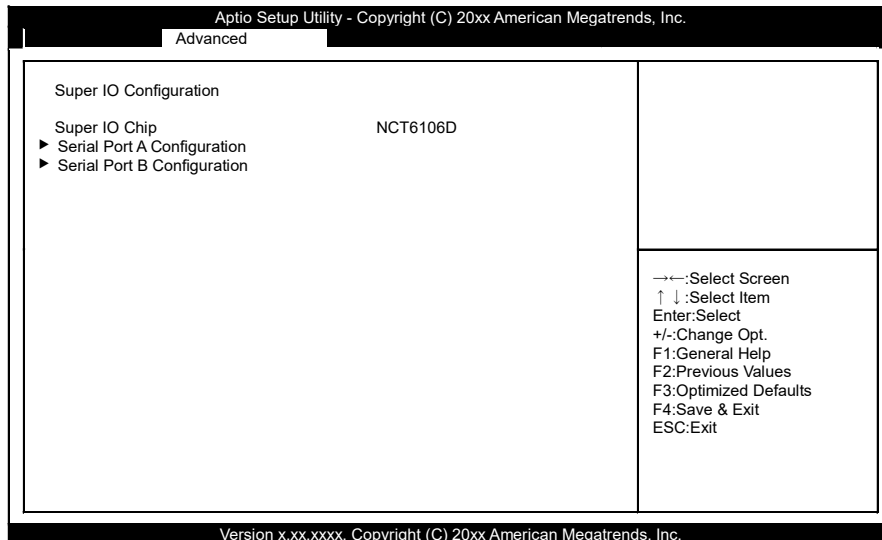 Aptio Setup Utility - Copyright (C) 20xx American Megatrends, Inc.
Advanced
Super IO Configuration
Super IO Chip NCT6106D
► Serial Port A Configuration
► Serial Port B Configuration
→←:Select Screen
↑↓:Select Item
Enter:Select
+/-:Change Opt.
F1:General Help
F2:Previous Values
F3:Optimized Defaults
F4:Save & Exit
ESC:Exit
Version x.xx.xxxx. Copyright (C) 20xx American Megatrends, Inc.